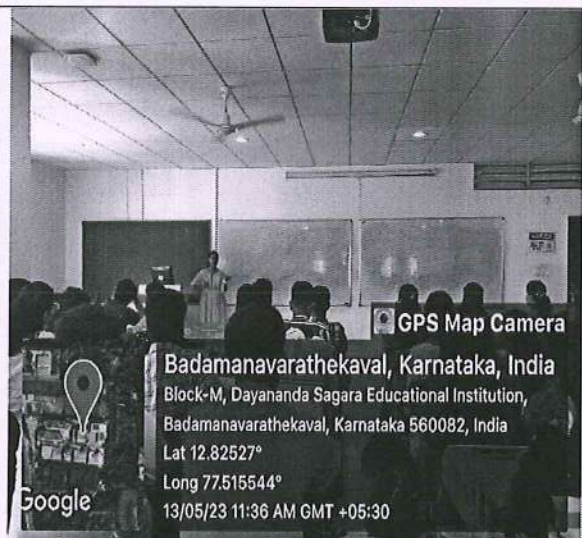 GPS Map Camera
Badamanavarathekaval, Karnataka, India
Block-M, Dayananda Sagara Educational Institution,
Badamanavarathekaval, Karnataka 560082, India
Lat 12.82527°
Long 77.515544°
13/05/23 11:36 AM GMT +05:30
Google